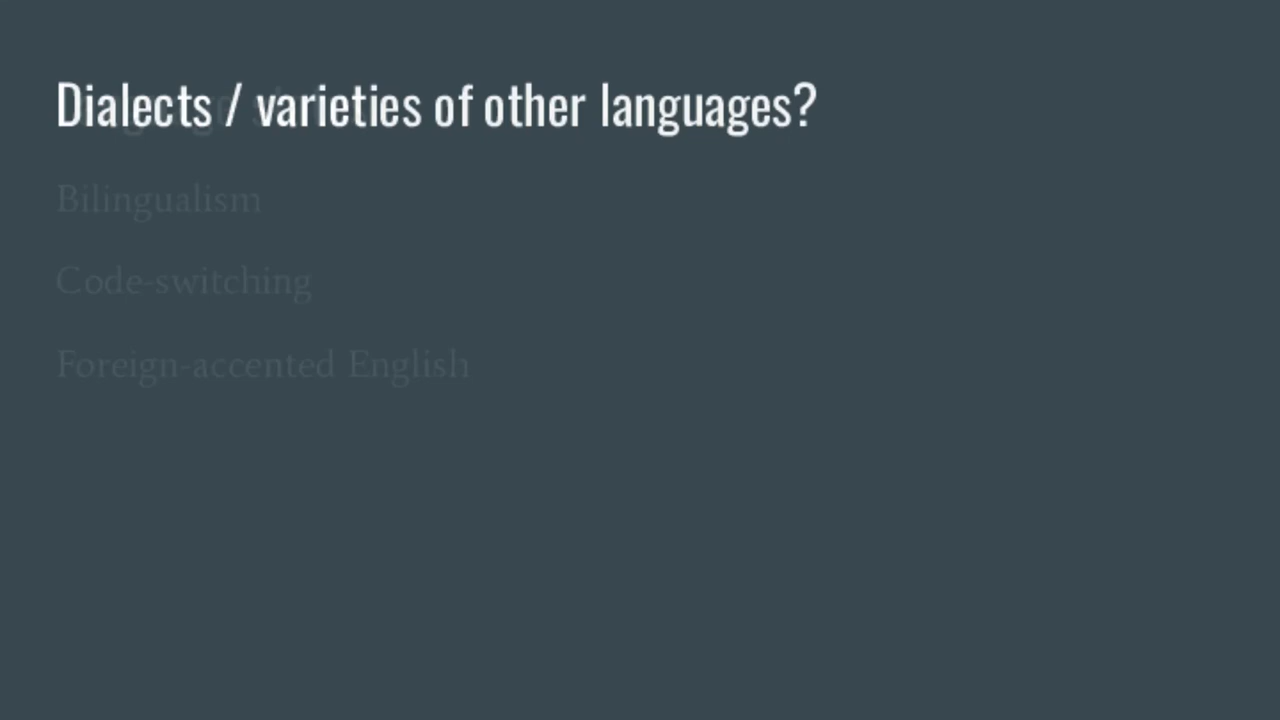 Dialects / varieties of other languages?
Bilingualism
Code-switching
Foreign-accented English